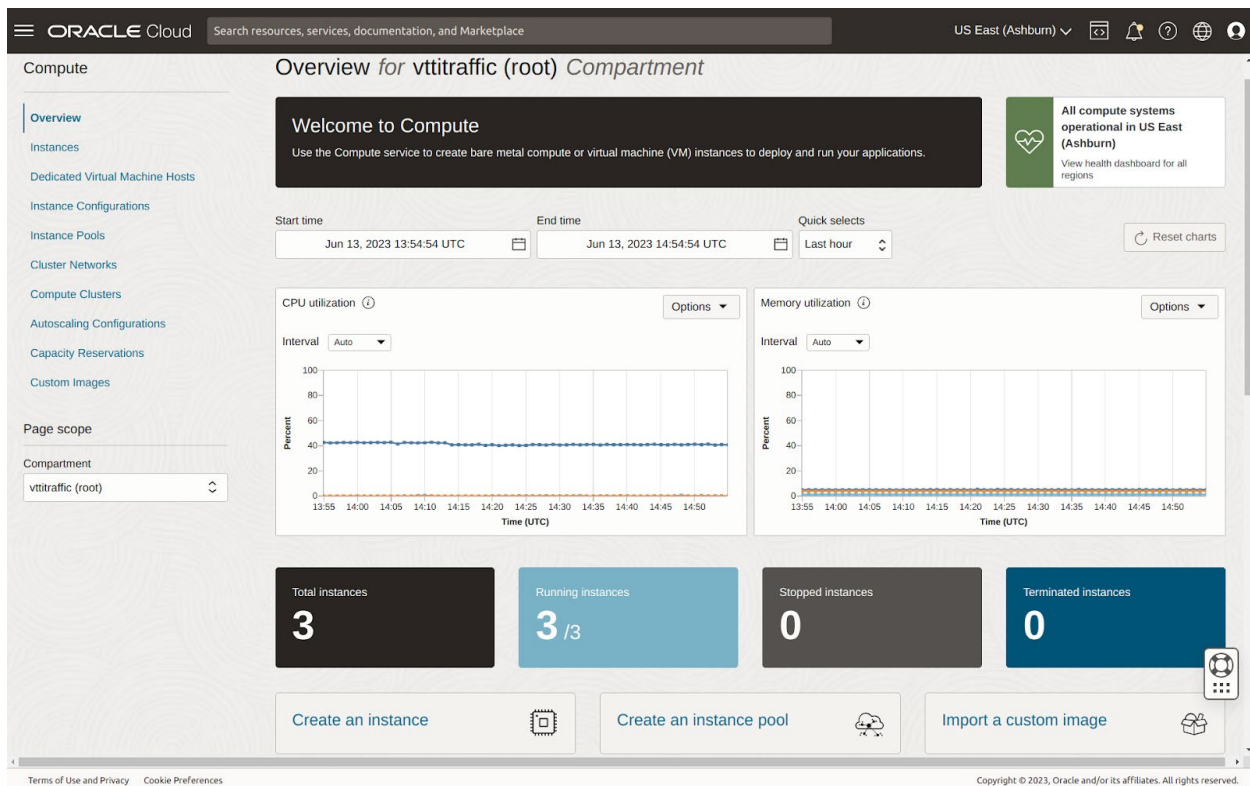 ORACLE Cloud
Search resources, services, documentation, and Marketplace
US East (Ashburn)
Compute
Overview
Instances
Dedicated Virtual Machine Hosts
Instance Configurations
Instance Pools
Cluster Networks
Compute Clusters
Autoscaling Configurations
Capacity Reservations
Custom Images
Page scope
Compartment
vttitraffic (root)
Overview for vttitraffic (root) Compartment
Welcome to Compute
Use the Compute service to create bare metal compute or virtual machine (VM) instances to deploy and run your applications.
All compute systems
operational in US East
(Ashburn)
View health dashboard for all
regions
Start time
Jun 13, 2023 13:54:54 UTC
End time
Jun 13, 2023 14:54:54 UTC
Quick selects
Last hour
Reset charts
CPU utilization
Options
Interval Auto
100
80
60
40
20
0
Percent
13:55 14:00 14:05 14:10 14:15 14:20 14:25 14:30 14:35 14:40 14:45 14:50
Time (UTC)
Memory utilization
Options
Interval Auto
100
80
60
40
20
0
Percent
13:55 14:00 14:05 14:10 14:15 14:20 14:25 14:30 14:35 14:40 14:45 14:50
Time (UTC)
Total instances
3
Running instances
3 /3
Stopped instances
0
Terminated instances
0
Create an instance
Create an instance pool
Import a custom image
Terms of Use and Privacy Cookie Preferences
Copyright © 2023, Oracle and/or its affiliates. All rights reserved.